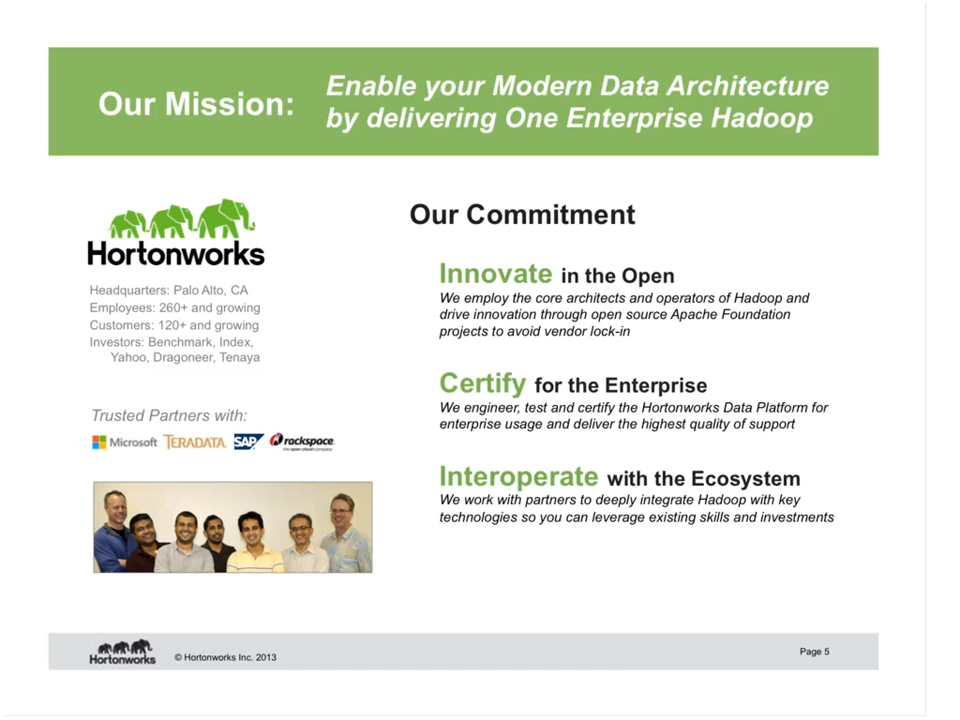 Our Mission:
Enable your Modern Data Architecture
by delivering One Enterprise Hadoop
Hortonworks
Headquarters: Palo Alto, CA
Employees: 260+ and growing
Customers: 120+ and growing
Investors: Benchmark, Index,
Yahoo, Dragoneer, Tenaya
Trusted Partners with:
Microsoft TERADATA SAP rackspace.
the open cloud company
Our Commitment
Innovate in the Open
We employ the core architects and operators of Hadoop and
drive innovation through open source Apache Foundation
projects to avoid vendor lock-in
Certify for the Enterprise
We engineer, test and certify the Hortonworks Data Platform for
enterprise usage and deliver the highest quality of support
Interoperate with the Ecosystem
We work with partners to deeply integrate Hadoop with key
technologies so you can leverage existing skills and investments
Hortonworks
© Hortonworks Inc. 2013
Page 5